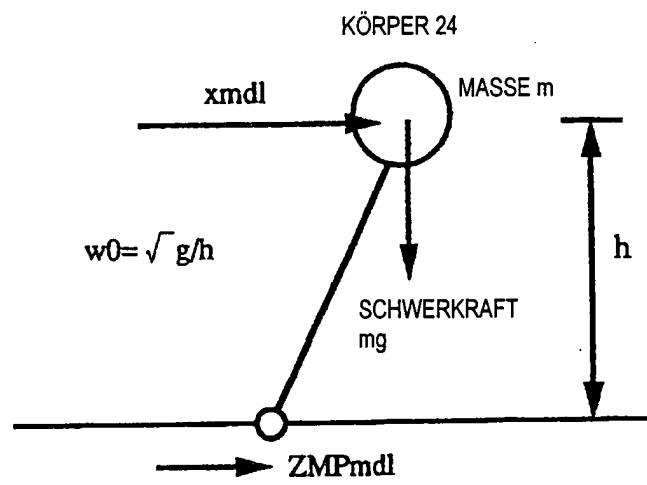 KÖRPER 24
MASSE m
xmdl
w0= √ g/h
h
SCHWERKRAFT
mg
ZMPmdl